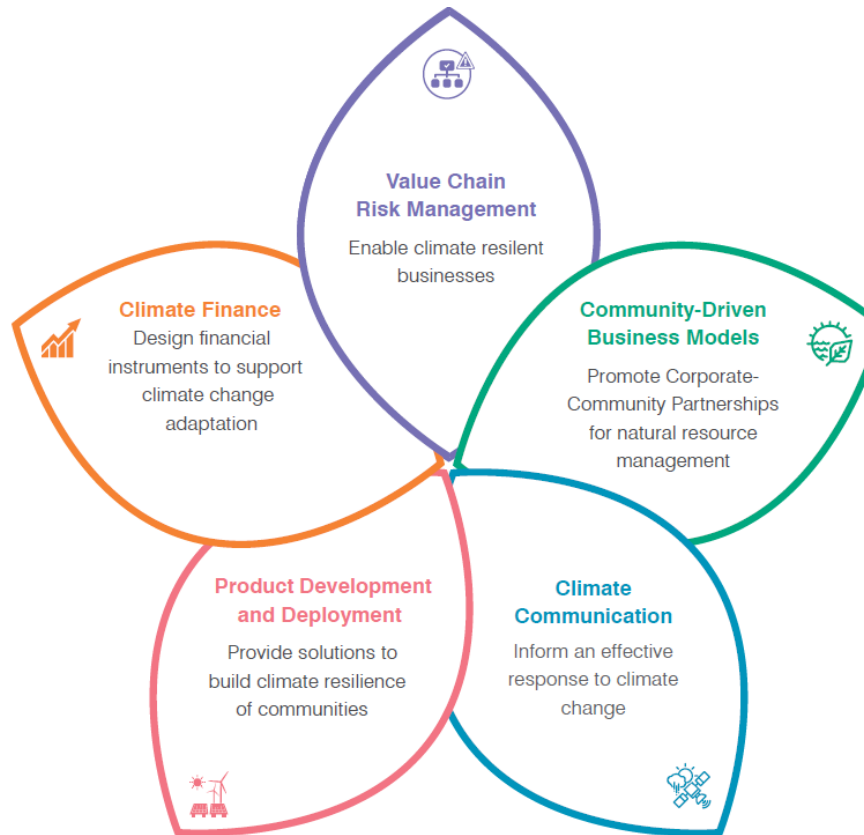 Value Chain
Risk Management
Enable climate resilent
businesses
Climate Finance
Design financial
instruments to support
climate change
adaptation
Community-Driven
Business Models
Promote Corporate-
Community Partnerships
for natural resource
management
Product Development
and Deployment
Provide solutions to
build climate resilience
of communities
Climate
Communication
Inform an effective
response to climate
change